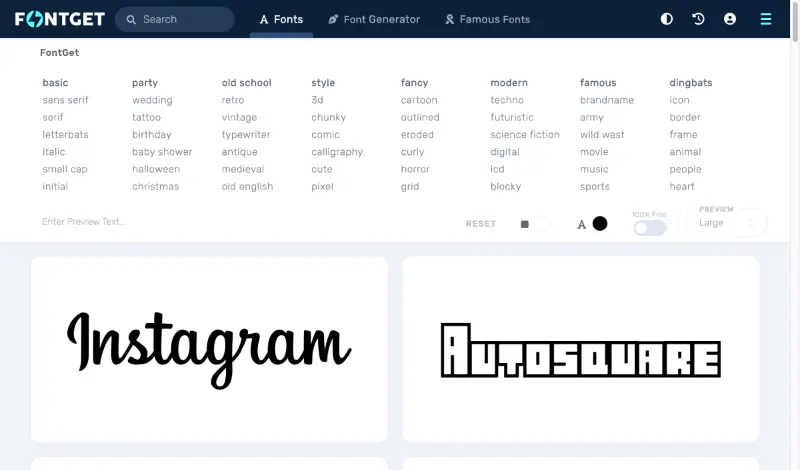 FONTGET Search Fonts Font Generator Famous Fonts
FontGet
basic party old school style fancy modern famous dingbats
sans serif wedding retro 3d cartoon techno brandname icon
serif tattoo vintage chunky outlined futuristic army border
letterbats birthday typewriter comic eroded science fiction wild west frame
italic baby shower antique calligraphy curly digital movie animal
small cap halloween medieval cute horror lcd music people
initial christmas old english pixel grid blocky sports heart
Enter Preview Text... RESET A 100% Free PREVIEW
Large
Instagram
AUTOSQUARE